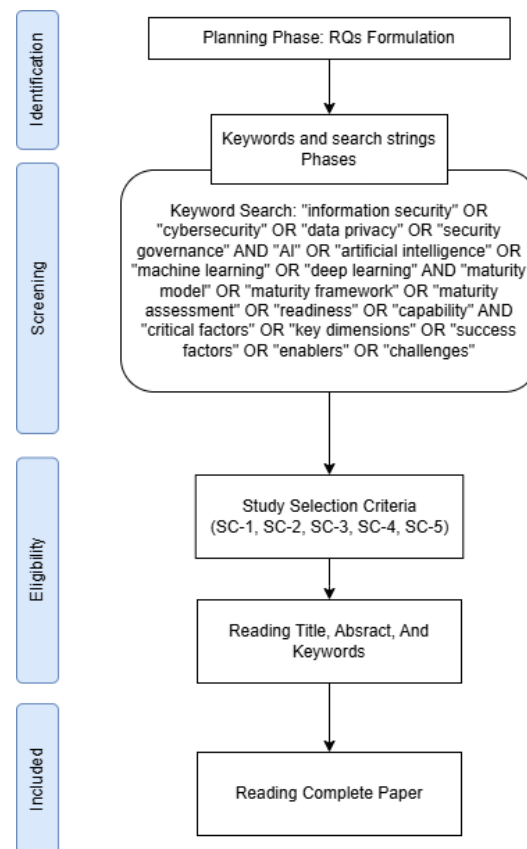 Identification
Planning Phase: RQs Formulation
Keywords and search strings
Phases
Screening
Keyword Search: "information security" OR
"cybersecurity" OR "data privacy" OR "security
governance" AND "AI" OR "artificial intelligence" OR
"machine learning" OR "deep learning" AND "maturity
model" OR "maturity framework" OR "maturity
assessment" OR "readiness" OR "capability" AND
"critical factors" OR "key dimensions" OR "success
factors" OR "enablers" OR "challenges"
Eligibility
Study Selection Criteria
(SC-1, SC-2, SC-3, SC-4, SC-5)
Reading Title, Absract, And
Keywords
Included
Reading Complete Paper